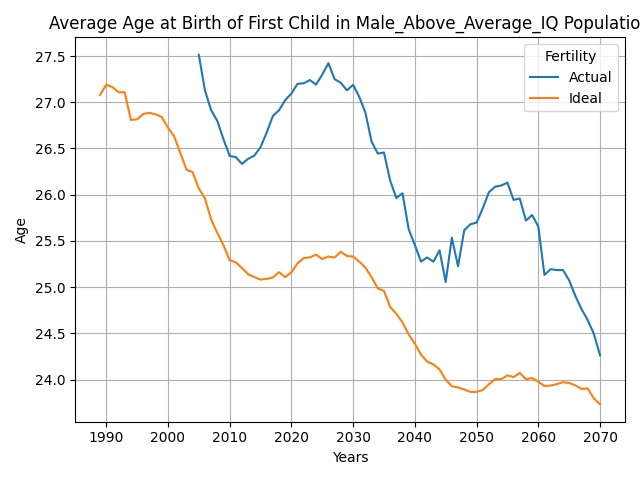 Average Age at Birth of First Child in Male_Above_Average_IQ Populatio
Fertility
Actual
Ideal
27.5
27.0
26.5
26.0
25.5
25.0
24.5
24.0
Age
1990 2000 2010 2020 2030 2040 2050 2060 2070
Years